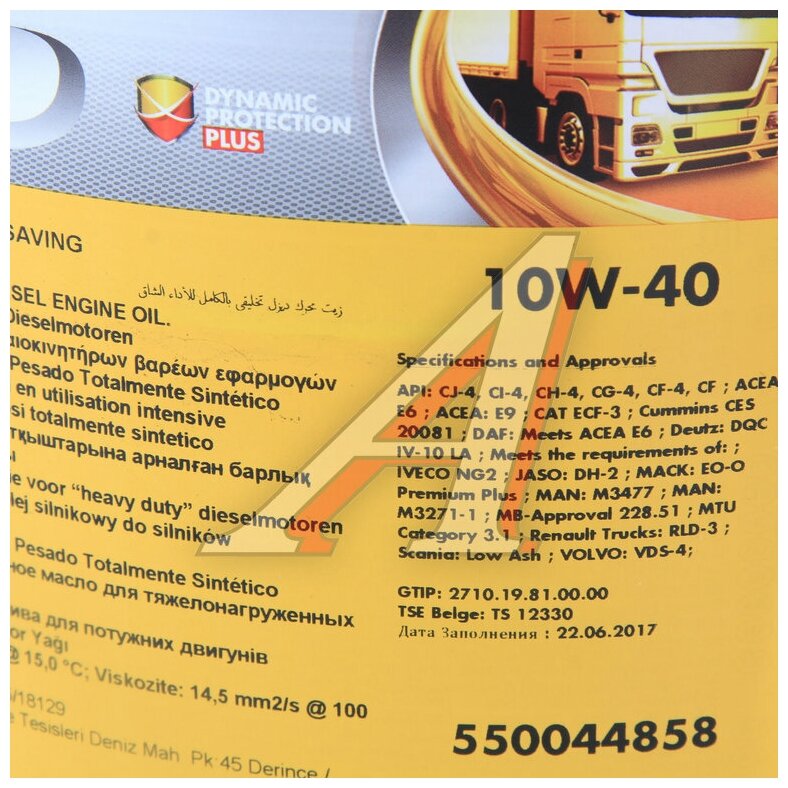 DYNAMIC
PROTECTION
PLUS
SAVING
زيت محرك ديزل تخليقي بالكامل للأداء الشاق
SEL ENGINE OIL.
Dieselmotoren
αιοκινητήρων βαρέων εφαρμογών
Pesado Totalmente Sintético
en utilisation intensive
si totalmente sintetico
тқыштарына арналған барлық
ne voor “heavy duty” dieselmotoren
lej silnikowy do silników
Pesado Totalmente Sintético
ное масло для тяжелонагруженных
ива для потужних двигунів
or Yağı
@ 15,0 °C; Viskozite: 14,5 mm2/s @ 100
/18129
e Tesisleri Deniz Mah. Pk:45 Derince /
10W-40
Specifications and Approvals
API: CJ-4, CI-4, CH-4, CG-4, CF-4, CF ; ACEA
E6 ; ACEA: E9 ; CAT ECF-3 ; Cummins CES
20081 ; DAF: Meets ACEA E6 ; Deutz: DQC
IV-10 LA ; Meets the requirements of: ;
IVECO NG2 ; JASO: DH-2 ; MACK: EO-O
Premium Plus ; MAN: M3477 ; MAN:
M3271-1 ; MB-Approval 228.51 ; MTU
Category 3.1 ; Renault Trucks: RLD-3 ;
Scania: Low Ash ; VOLVO: VDS-4;
GTIP: 2710.19.81.00.00
TSE Belge: TS 12330
Дата Заполнения : 22.06.2017
550044858